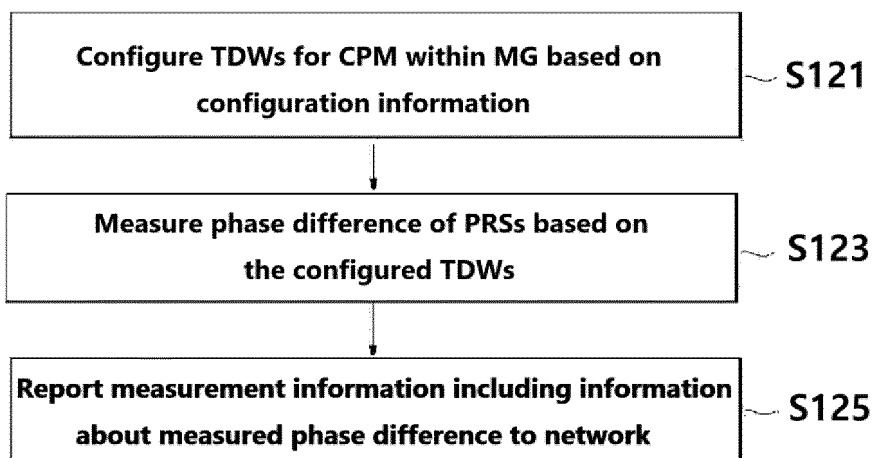 Configure TDWs for CPM within MG based on
configuration information
S121
Measure phase difference of PRSs based on
the configured TDWs
S123
Report measurement information including information
about measured phase difference to network
S125